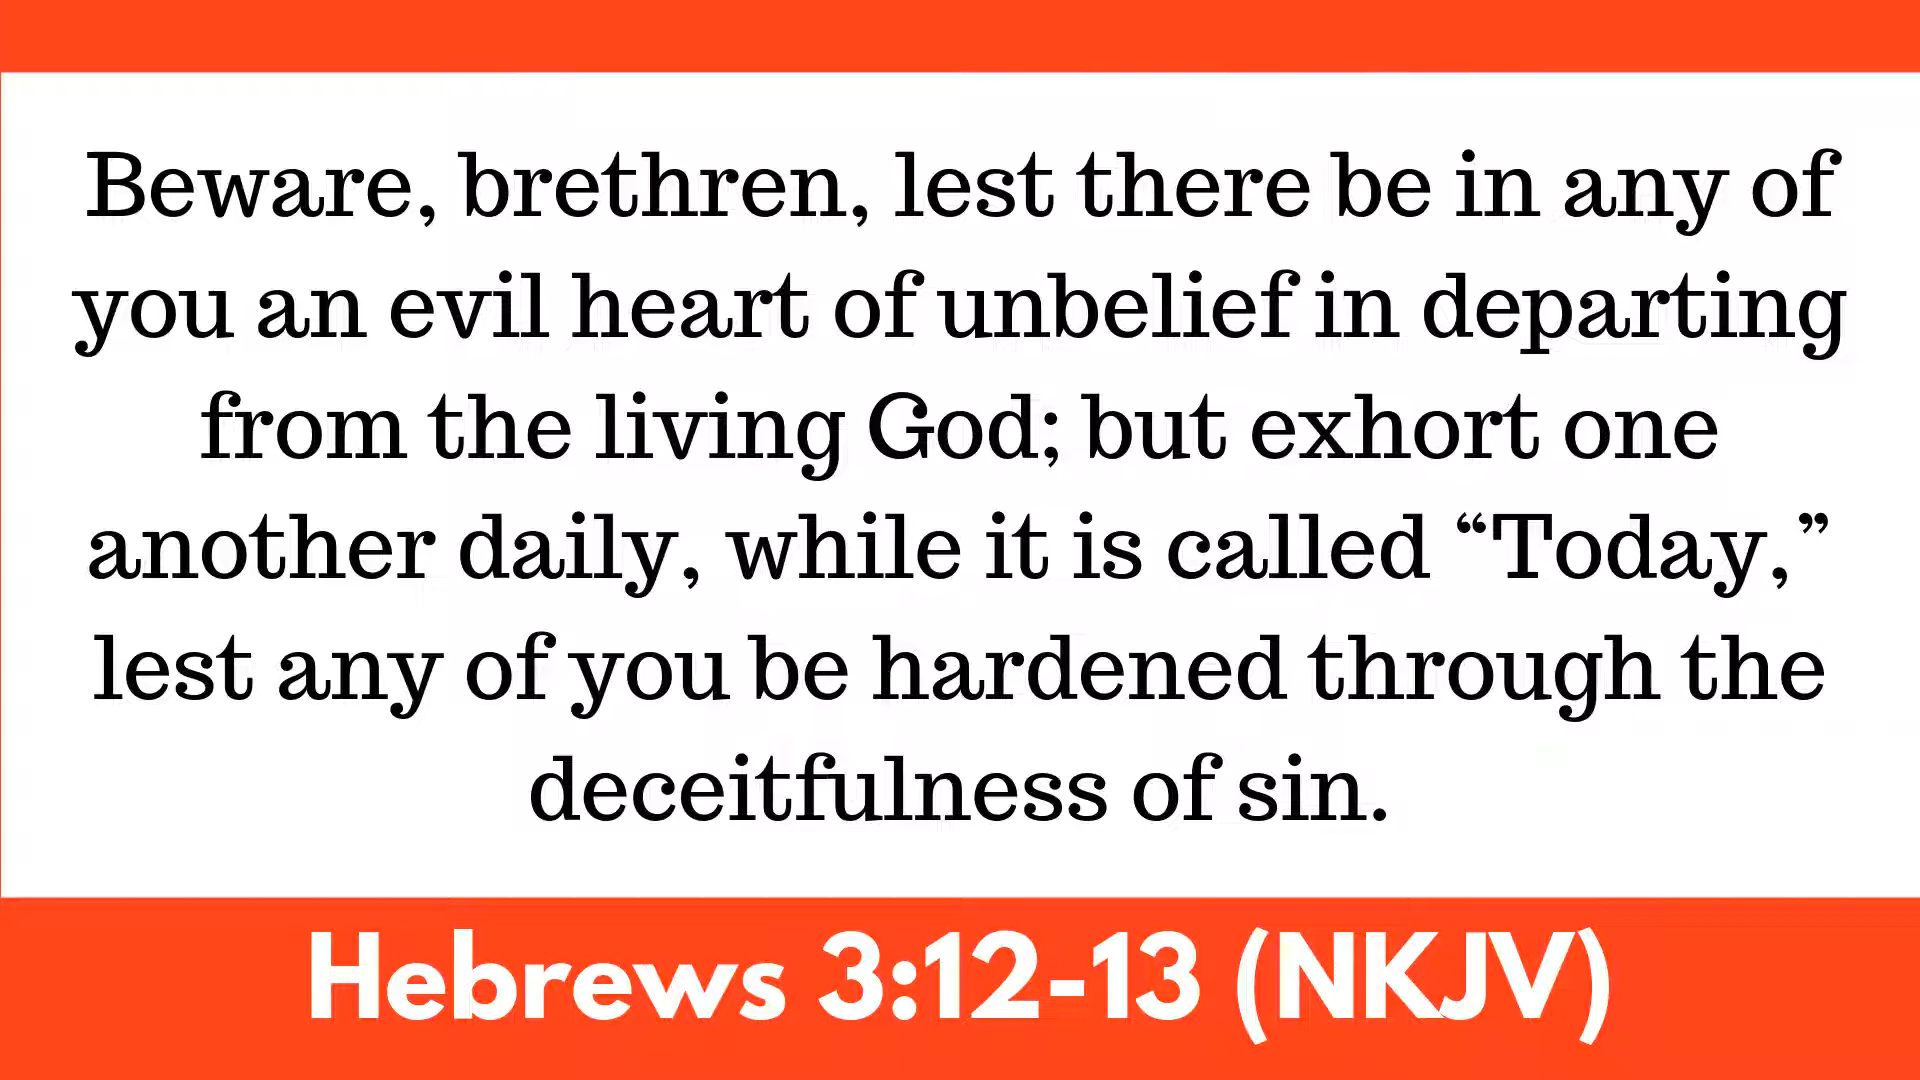 Beware, brethren, lest there be in any of
you an evil heart of unbelief in departing
from the living God; but exhort one
another daily, while it is called “Today,”
lest any of you be hardened through the
deceitfulness of sin.
Hebrews 3:12-13 (NKJV)